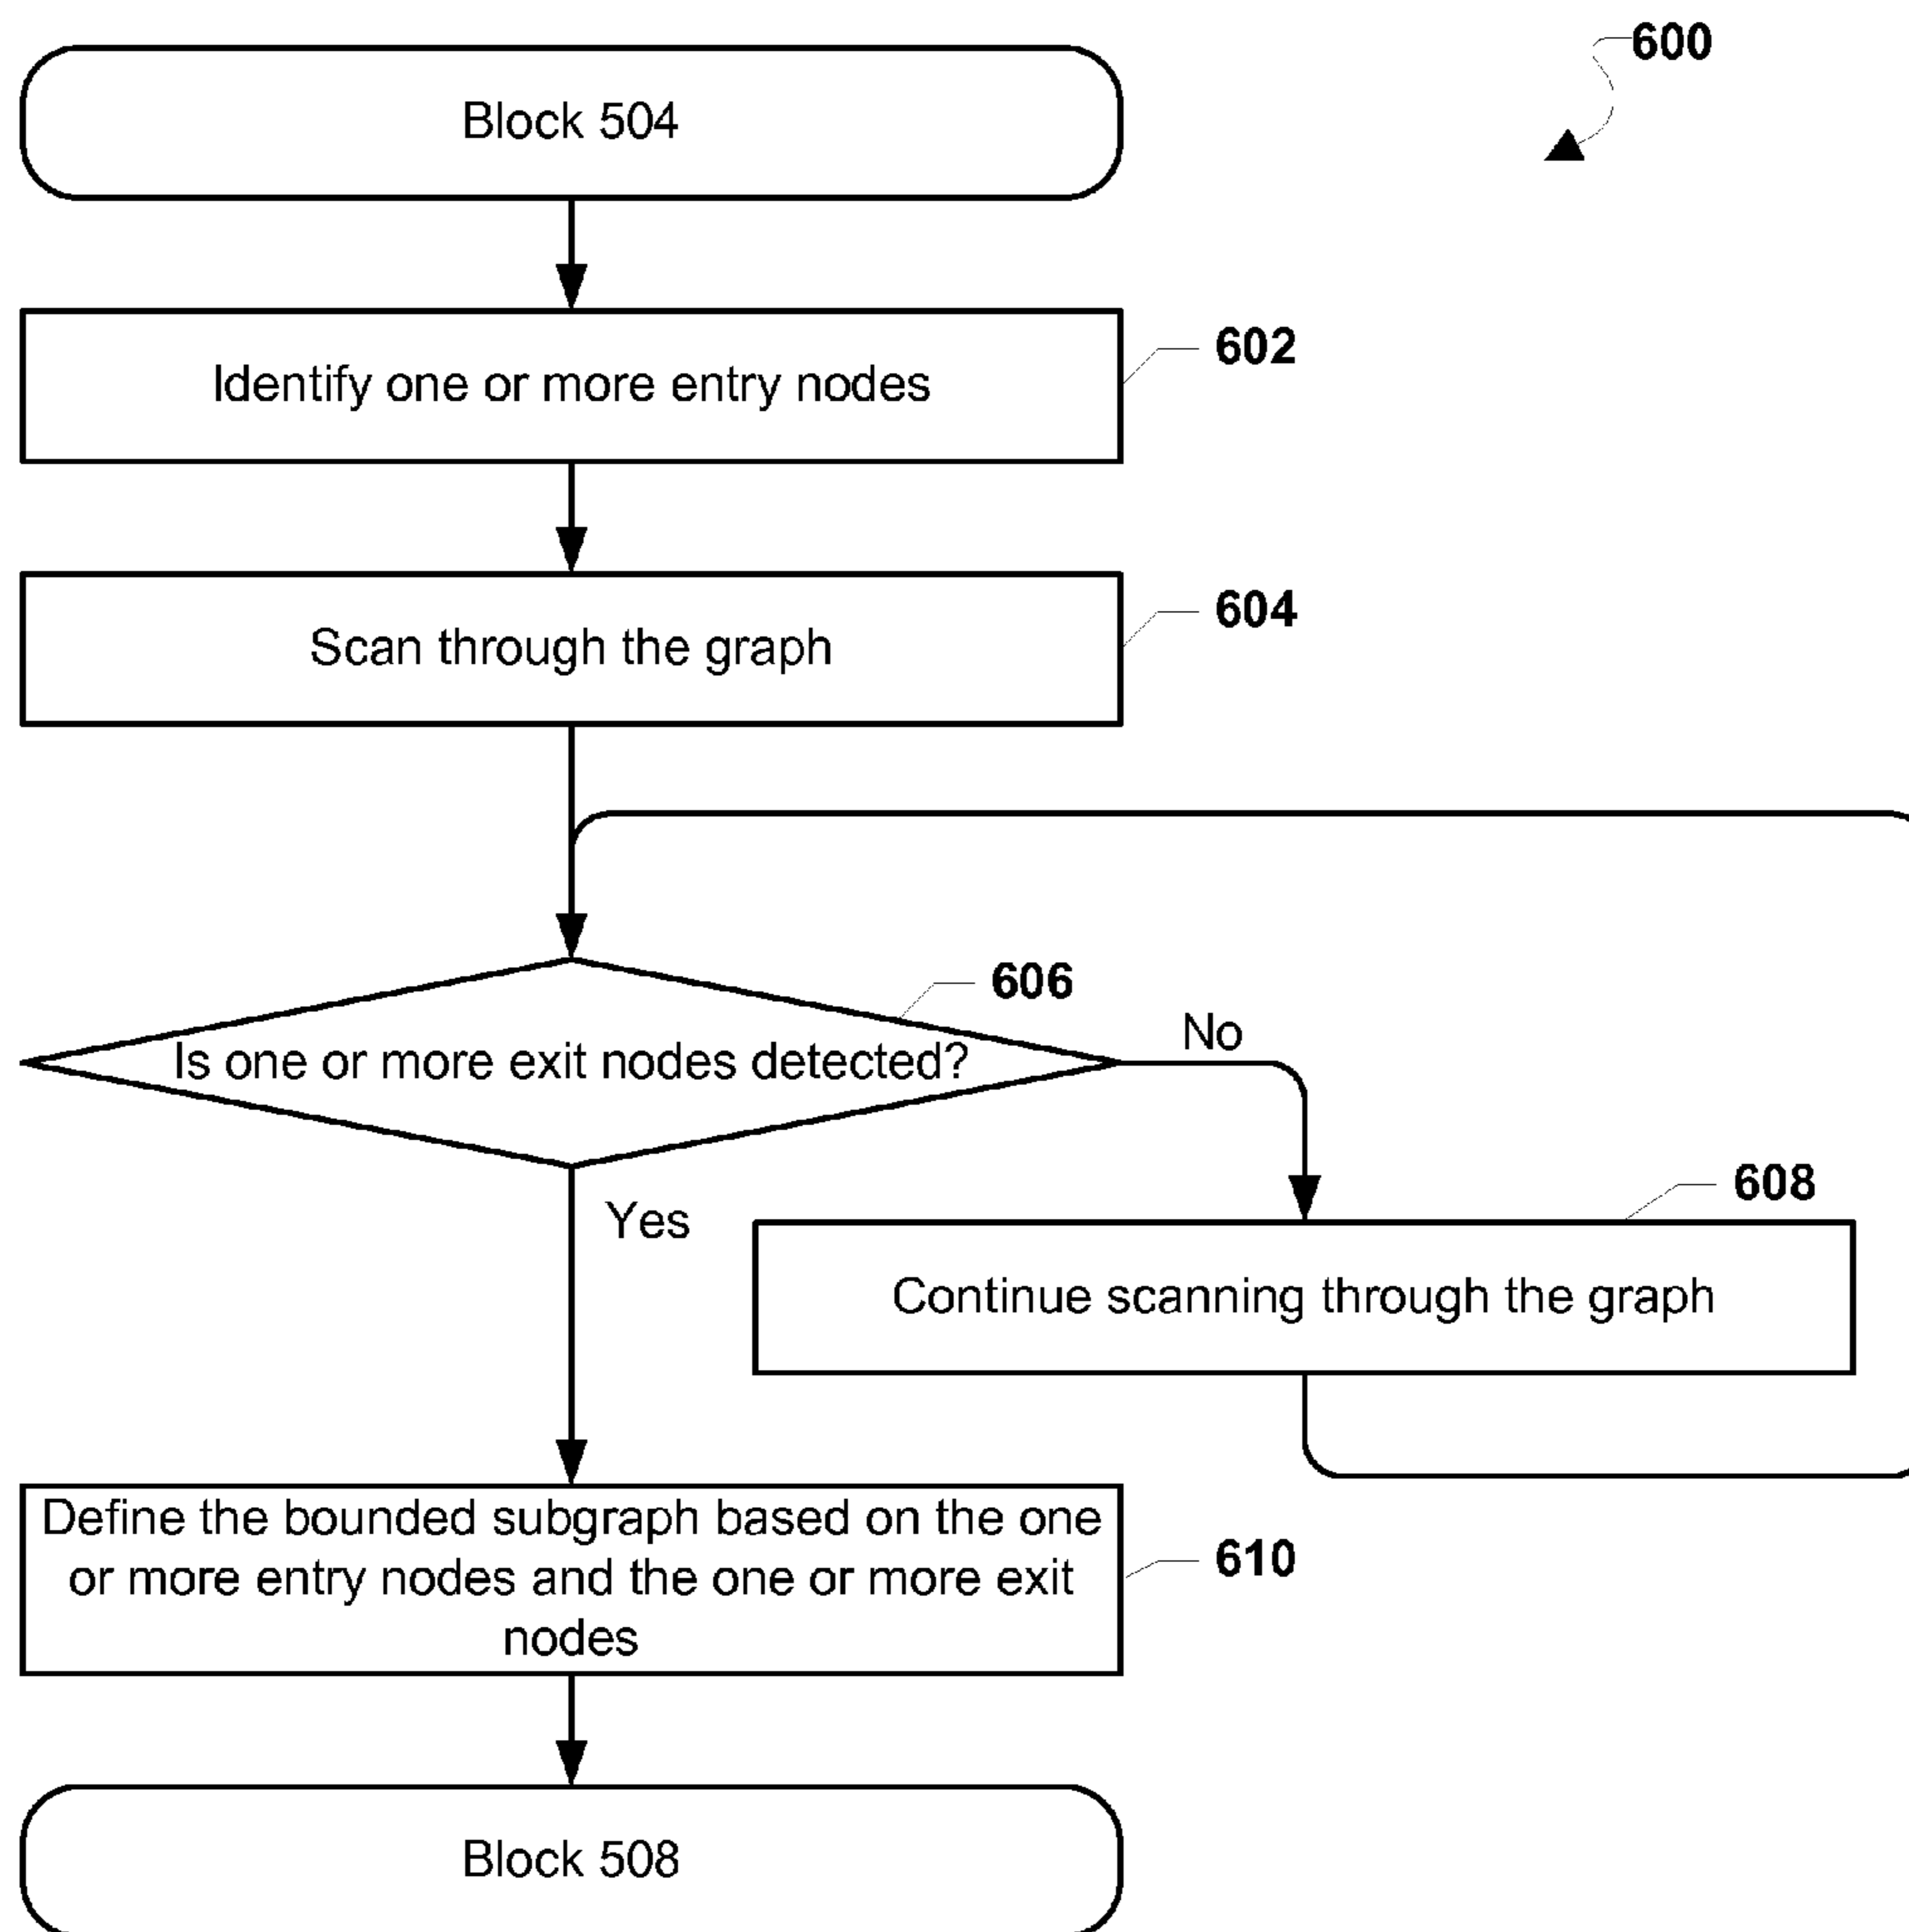 600
Block 504
Identify one or more entry nodes
602
Scan through the graph
604
606
Is one or more exit nodes detected?
No
Yes
608
Continue scanning through the graph
Define the bounded subgraph based on the one
or more entry nodes and the one or more exit
nodes
610
Block 508